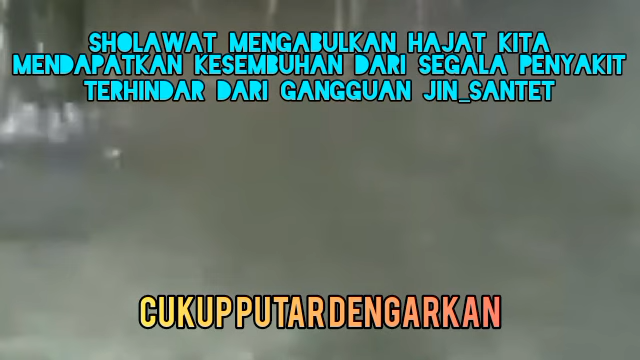 SHOLAWAT MENGABULKAN HAJAT KITA
MENDAPATKAN KESEMBUHAN DARI SEGALA PENYAKIT
TERHINDAR DARI GANGGUAN JIN_SANTET
CUKUP PUTAR DENGARKAN